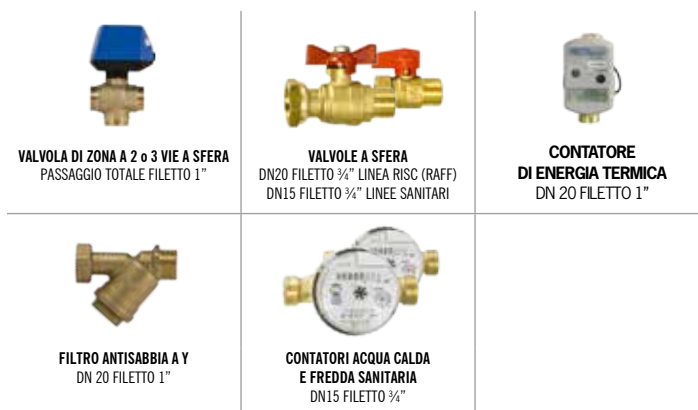 VALVOLA DI ZONA A 2 o 3 VIE A SFERA
PASSAGGIO TOTALE FILETTO 1”
VALVOLE A SFERA
DN20 FILETTO ¾” LINEA RISC (RAFF)
DN15 FILETTO ¾” LINEE SANITARI
CONTATORE
DI ENERGIA TERMICA
DN 20 FILETTO 1”
FILTRO ANTISABBIA A Y
DN 20 FILETTO 1”
CONTATORI ACQUA CALDA
E FREDDA SANITARIA
DN15 FILETTO ¾”